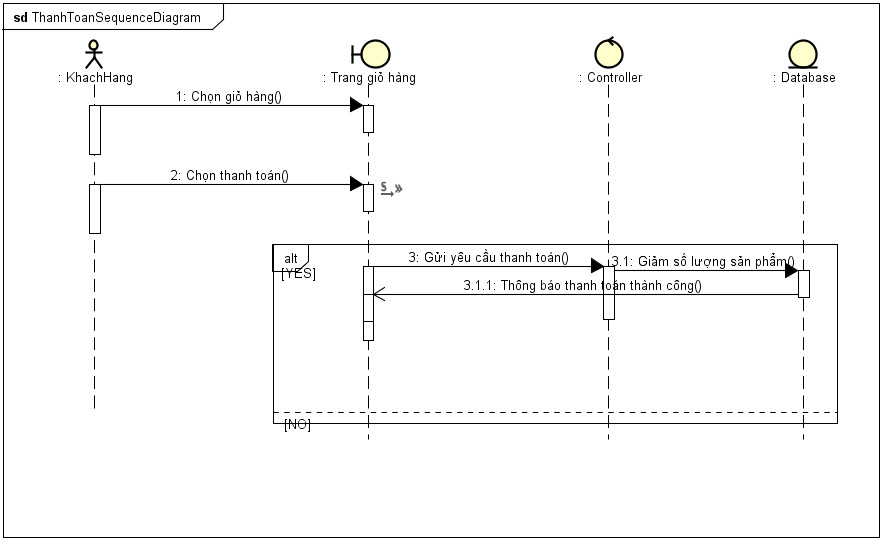 sd ThanhToanSequenceDiagram
: KhachHang
: Trang giỏ hàng
: Controller
: Database
1: Chọn giỏ hàng()
2: Chọn thanh toán()
S
alt
[YES]
3: Gửi yêu cầu thanh toán()
3.1: Giảm số lượng sản phẩm()
3.1.1: Thông báo thanh toán thành công()
[NO]